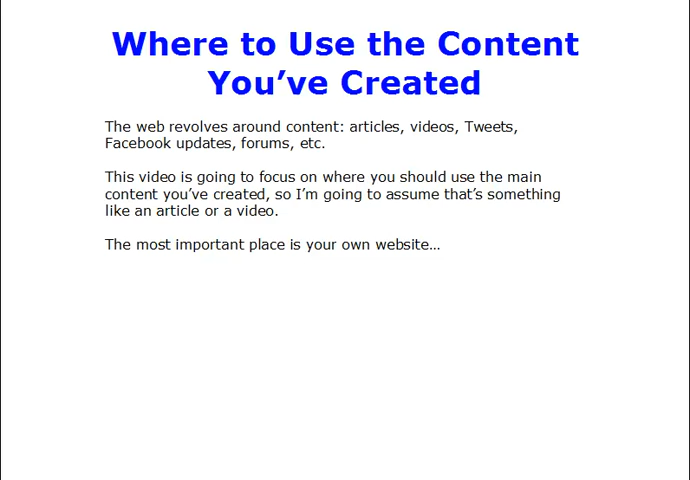 Where to Use the Content
You’ve Created
The web revolves around content: articles, videos, Tweets,
Facebook updates, forums, etc.
This video is going to focus on where you should use the main
content you’ve created, so I’m going to assume that’s something
like an article or a video.
The most important place is your own website…